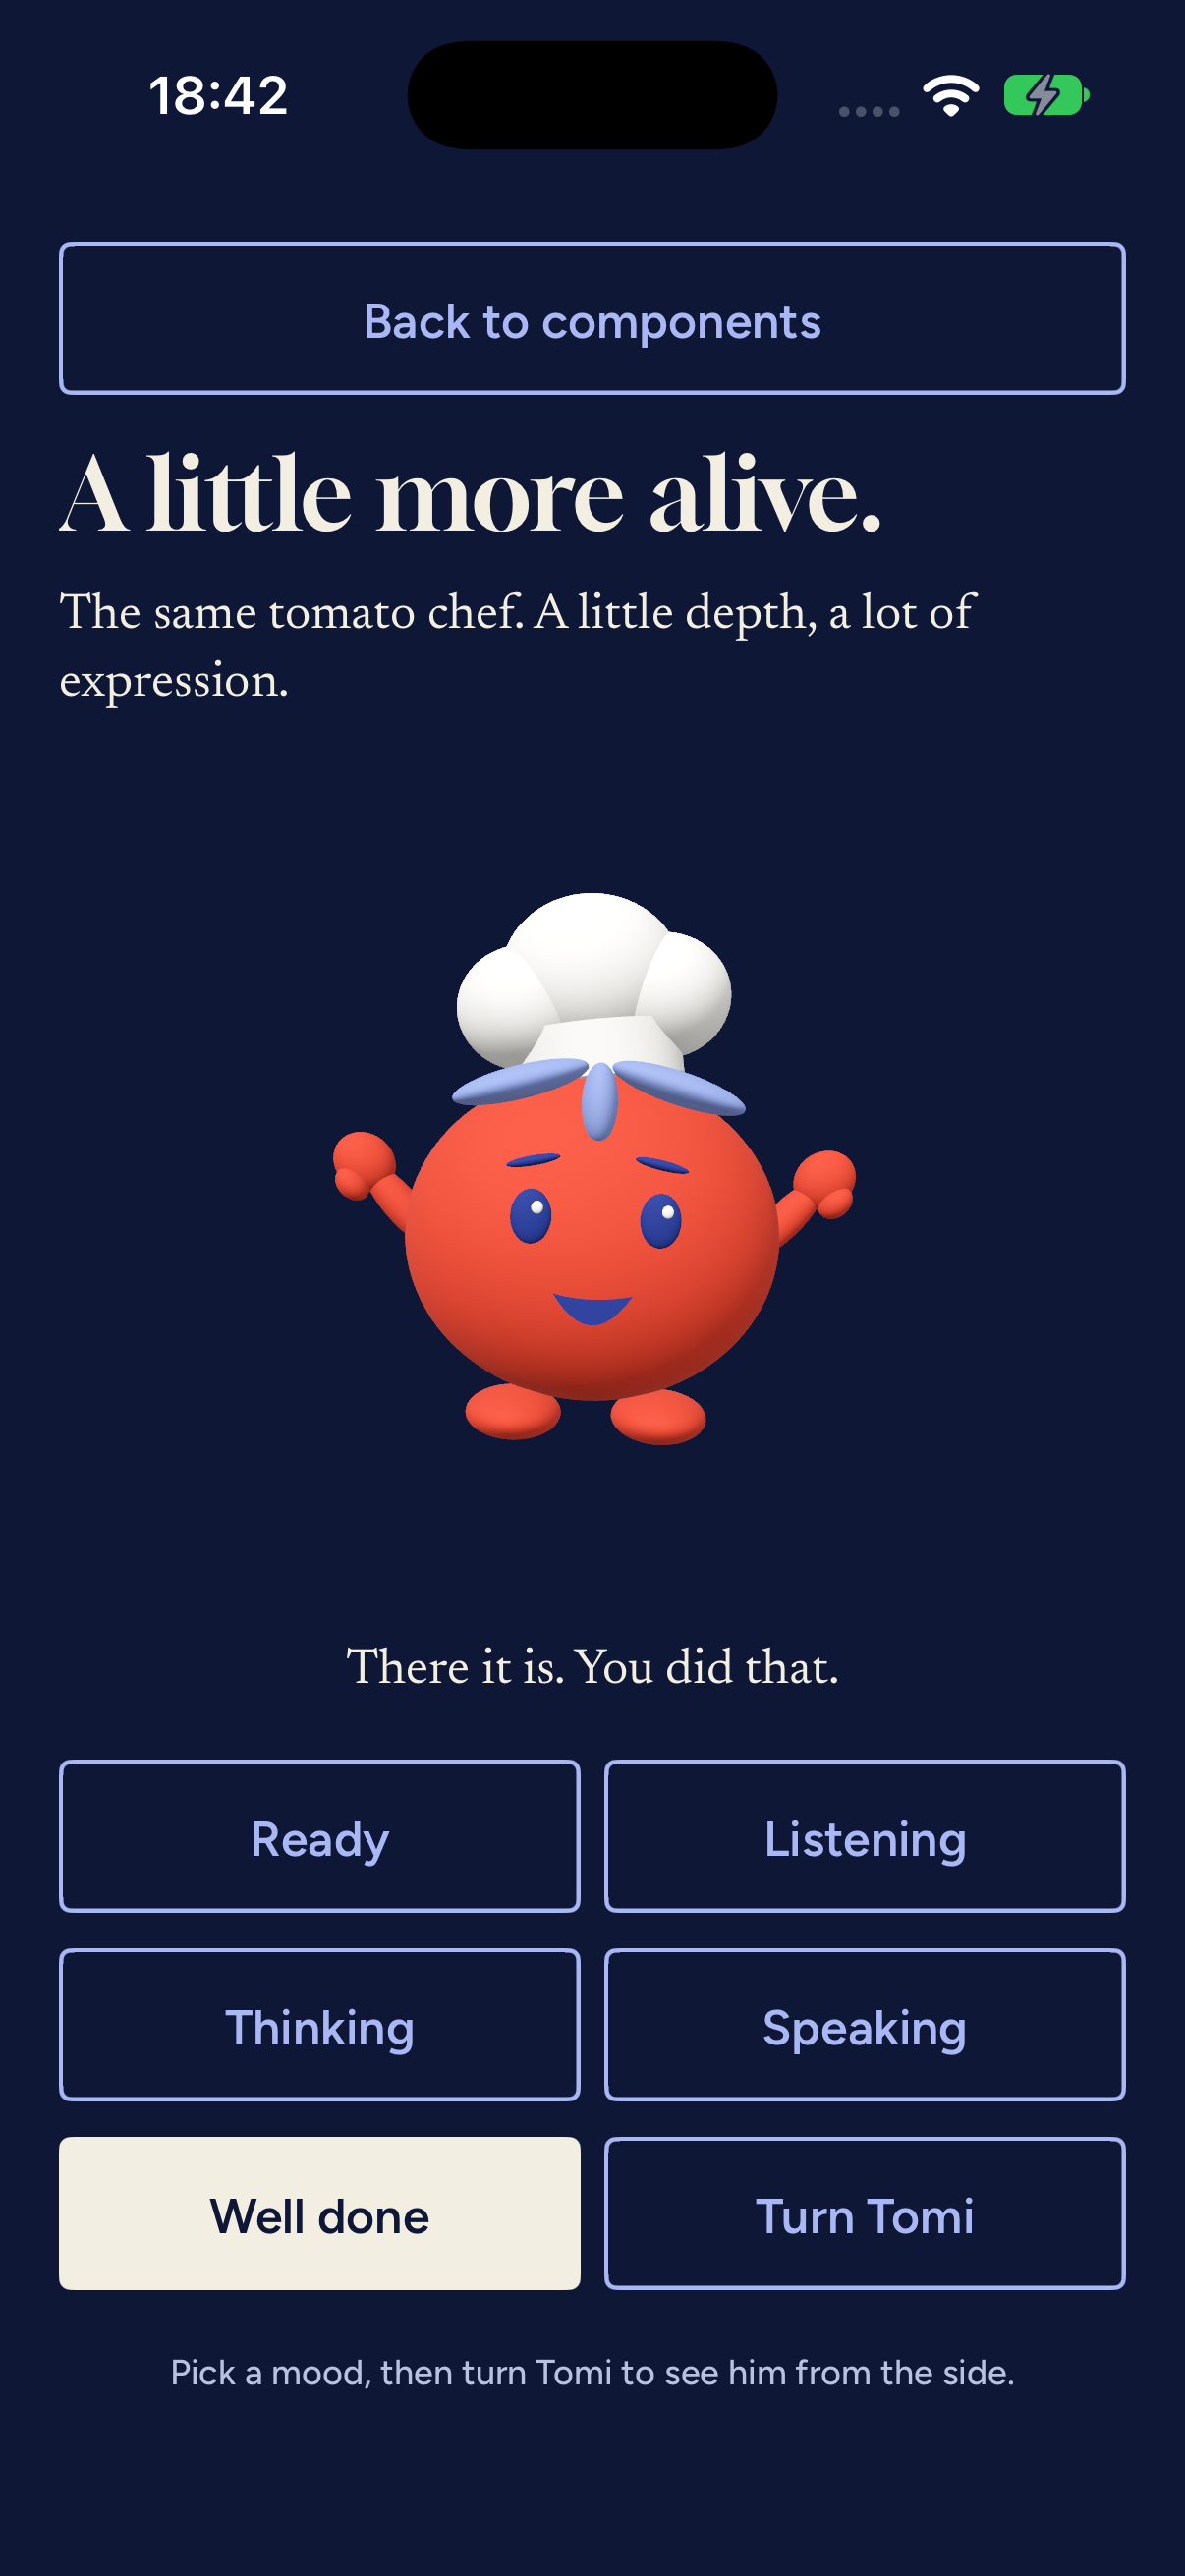 18:42
Back to components
A little more alive.
The same tomato chef. A little depth, a lot of
expression.
There it is. You did that.
Ready
Listening
Thinking
Speaking
Well done
Turn Tomi
Pick a mood, then turn Tomi to see him from the side.